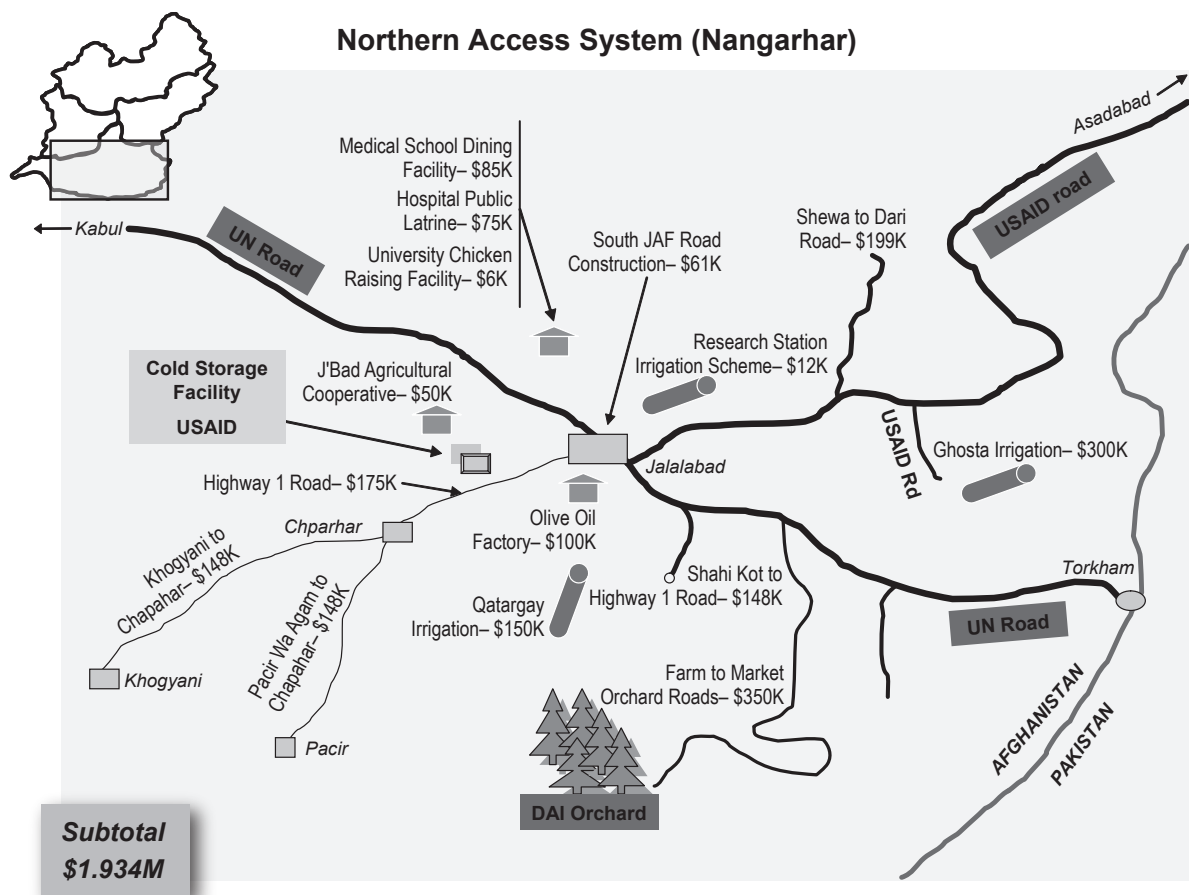 Northern Access System (Nangarhar)
Asadabad
USAID road
Medical School Dining
Facility– $85K
Hospital Public
Latrine– $75K
University Chicken
Raising Facility– $6K
Kabul
UN Road
South JAF Road
Construction– $61K
Shewa to Dari
Road– $199K
Research Station
Irrigation Scheme– $12K
Cold Storage
Facility
USAID
J'Bad Agricultural
Cooperative– $50K
USAID Rd
Ghosta Irrigation– $300K
Jalalabad
Highway 1 Road– $175K
Chparhar
Olive Oil
Factory– $100K
Khogyani to
Chapahar– $148K
Pacir Wa Agam to
Chapahar– $148K
Shahi Kot to
Highway 1 Road– $148K
Torkham
Qatargay
Irrigation– $150K
UN Road
Khogyani
Farm to Market
Orchard Roads– $350K
Pacir
AFGHANISTAN
PAKISTAN
DAI Orchard
Subtotal
$1.934M